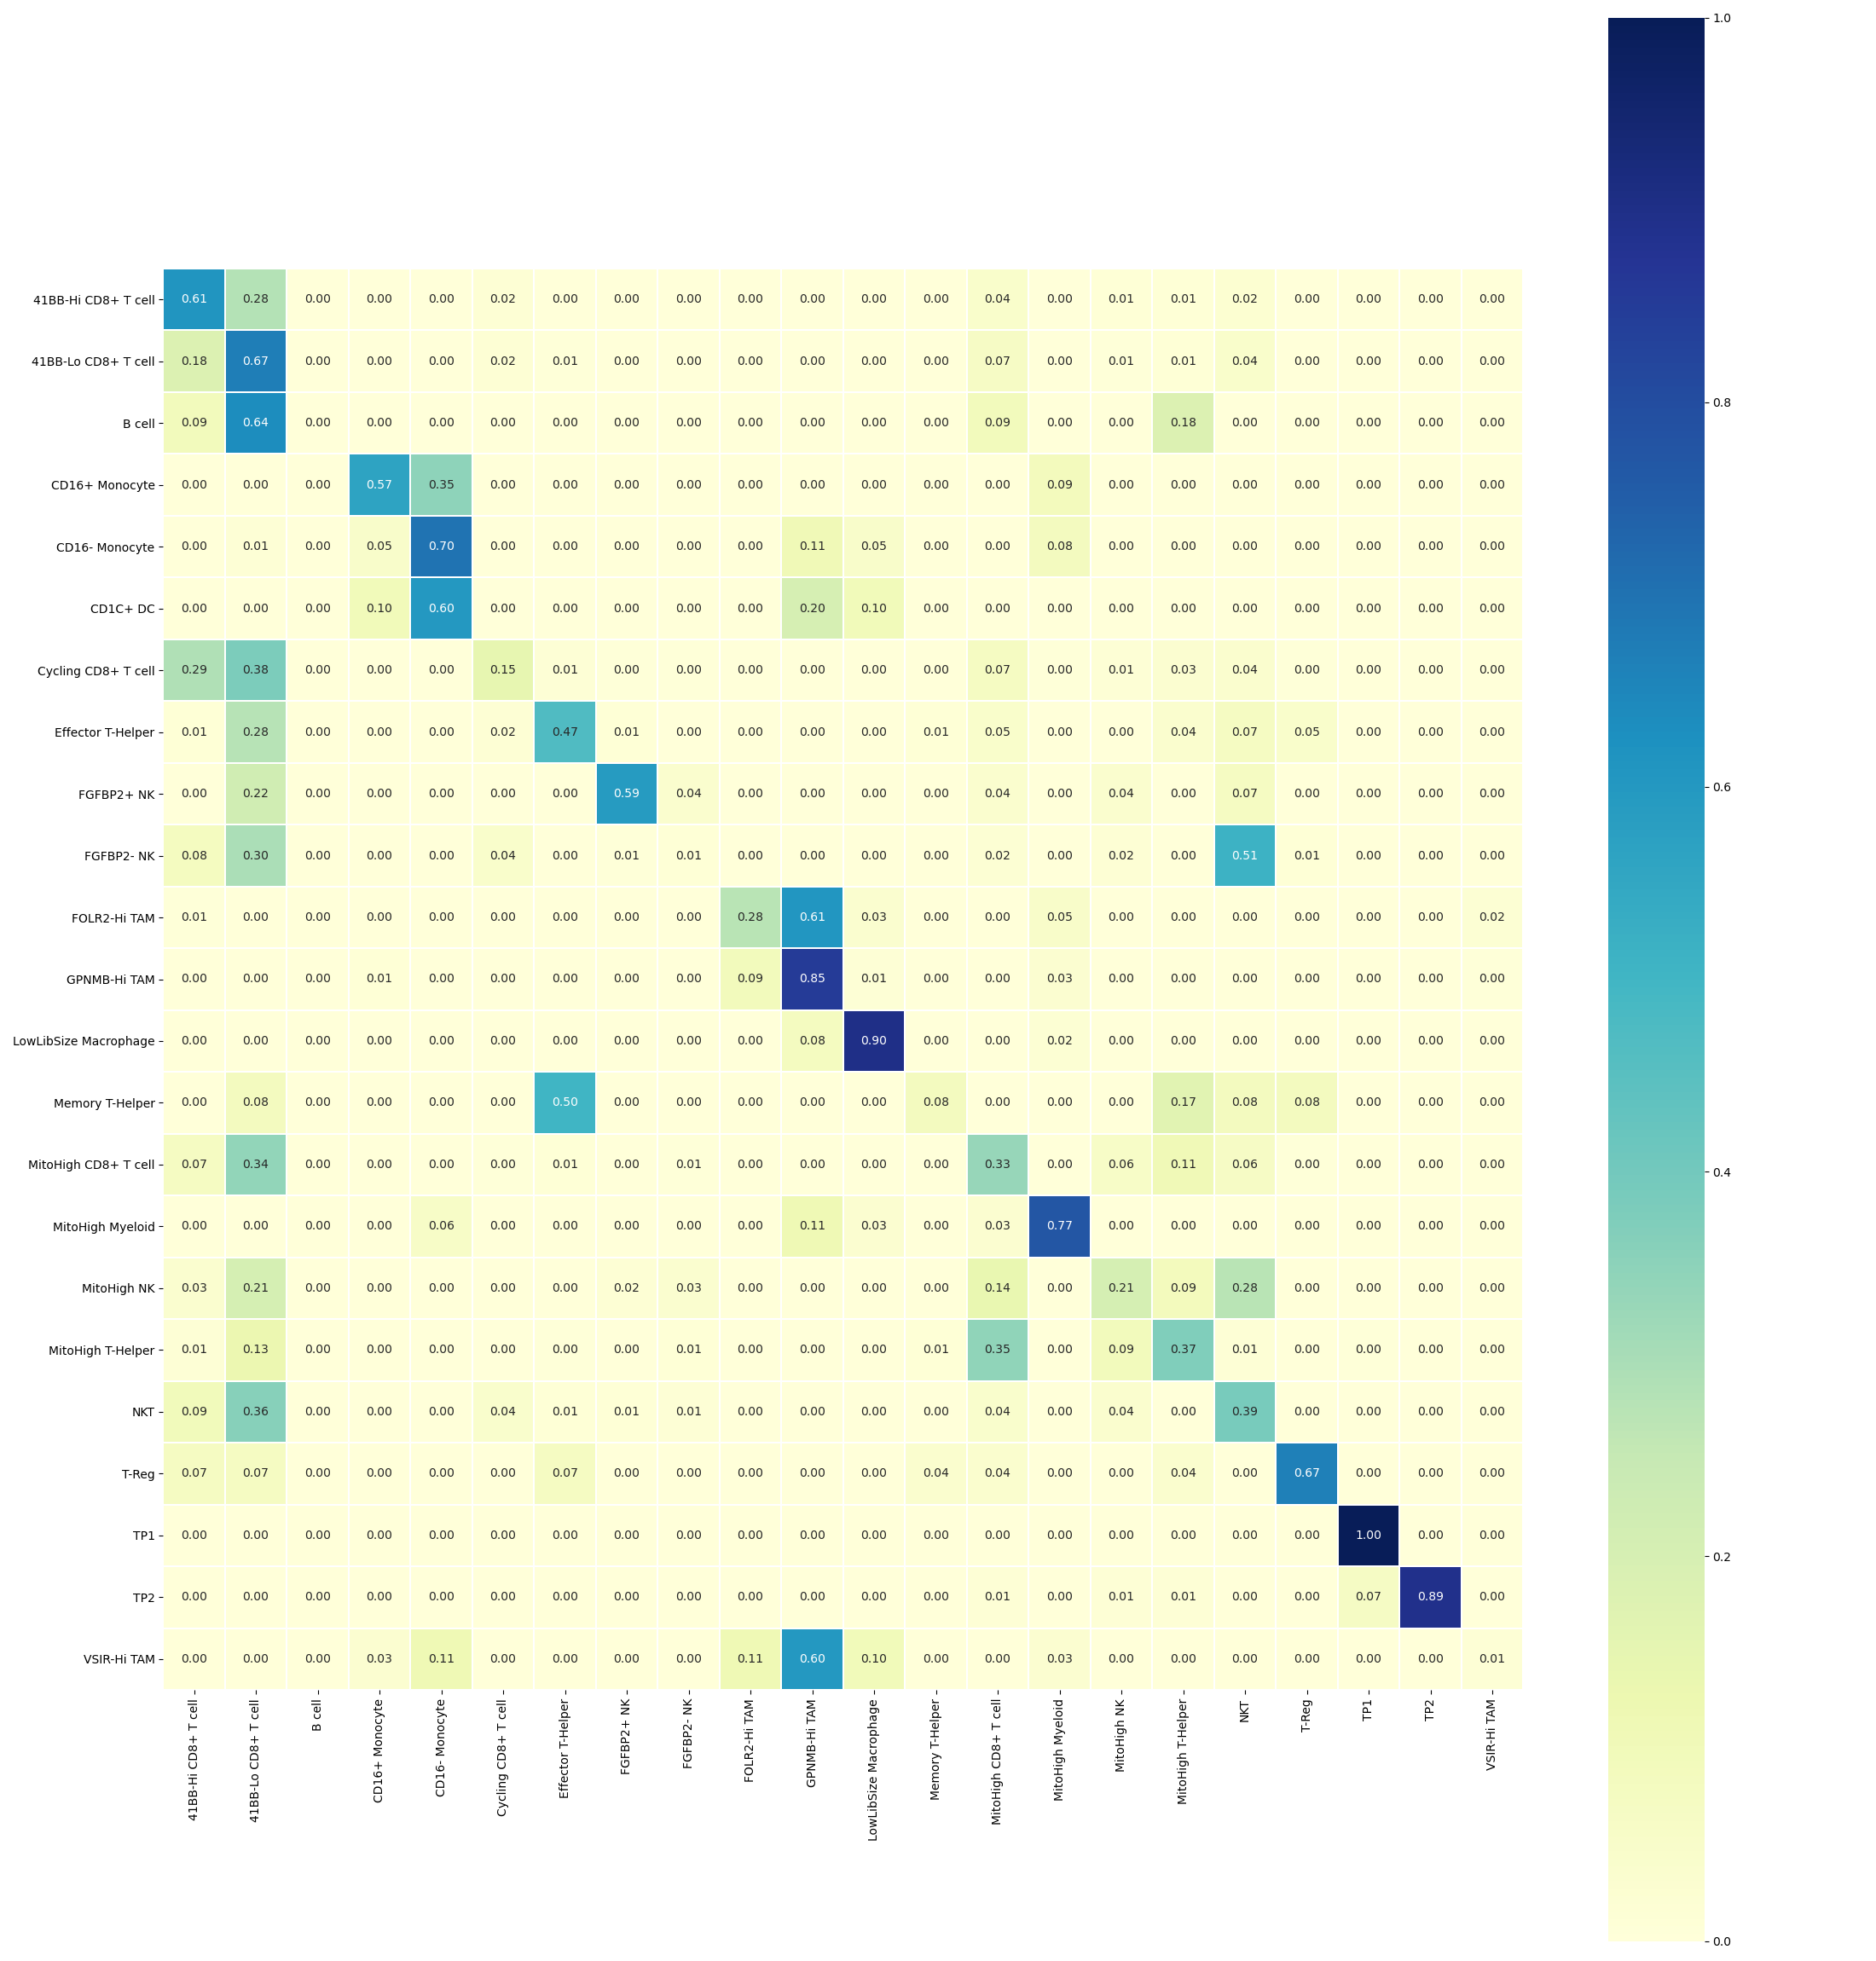 1.0
41BB-Hi CD8+ T cell 0.61 0.28 0.00 0.00 0.00 0.02 0.00 0.00 0.00 0.00 0.00 0.00 0.00 0.04 0.00 0.01 0.01 0.02 0.00 0.00 0.00 0.00
41BB-Lo CD8+ T cell 0.18 0.67 0.00 0.00 0.00 0.02 0.01 0.00 0.00 0.00 0.00 0.00 0.00 0.07 0.00 0.01 0.01 0.04 0.00 0.00 0.00 0.00
0.8
B cell 0.09 0.64 0.00 0.00 0.00 0.00 0.00 0.00 0.00 0.00 0.00 0.00 0.00 0.09 0.00 0.00 0.18 0.00 0.00 0.00 0.00 0.00
CD16+ Monocyte 0.00 0.00 0.00 0.57 0.35 0.00 0.00 0.00 0.00 0.00 0.00 0.00 0.00 0.00 0.09 0.00 0.00 0.00 0.00 0.00 0.00 0.00
CD16- Monocyte 0.00 0.01 0.00 0.05 0.70 0.00 0.00 0.00 0.00 0.00 0.11 0.05 0.00 0.00 0.08 0.00 0.00 0.00 0.00 0.00 0.00 0.00
CD1C+ DC 0.00 0.00 0.00 0.10 0.60 0.00 0.00 0.00 0.00 0.00 0.20 0.10 0.00 0.00 0.00 0.00 0.00 0.00 0.00 0.00 0.00 0.00
Cycling CD8+ T cell 0.29 0.38 0.00 0.00 0.00 0.15 0.01 0.00 0.00 0.00 0.00 0.00 0.00 0.07 0.00 0.01 0.03 0.04 0.00 0.00 0.00 0.00
Effector T-Helper 0.01 0.28 0.00 0.00 0.00 0.02 0.47 0.01 0.00 0.00 0.00 0.00 0.01 0.05 0.00 0.00 0.04 0.07 0.05 0.00 0.00 0.00
0.6
FGFBP2+ NK 0.00 0.22 0.00 0.00 0.00 0.00 0.00 0.59 0.04 0.00 0.00 0.00 0.00 0.04 0.00 0.04 0.00 0.07 0.00 0.00 0.00 0.00
FGFBP2- NK 0.08 0.30 0.00 0.00 0.00 0.04 0.00 0.01 0.01 0.00 0.00 0.00 0.00 0.02 0.00 0.02 0.00 0.51 0.01 0.00 0.00 0.00
FOLR2-Hi TAM 0.01 0.00 0.00 0.00 0.00 0.00 0.00 0.00 0.00 0.28 0.61 0.03 0.00 0.00 0.05 0.00 0.00 0.00 0.00 0.00 0.00 0.02
GPNMB-Hi TAM 0.00 0.00 0.00 0.01 0.00 0.00 0.00 0.00 0.00 0.09 0.85 0.01 0.00 0.00 0.03 0.00 0.00 0.00 0.00 0.00 0.00 0.00
LowLibSize Macrophage 0.00 0.00 0.00 0.00 0.00 0.00 0.00 0.00 0.00 0.00 0.08 0.90 0.00 0.00 0.02 0.00 0.00 0.00 0.00 0.00 0.00 0.00
Memory T-Helper 0.00 0.08 0.00 0.00 0.00 0.00 0.50 0.00 0.00 0.00 0.00 0.00 0.08 0.00 0.00 0.00 0.17 0.08 0.08 0.00 0.00 0.00
MitoHigh CD8+ T cell 0.07 0.34 0.00 0.00 0.00 0.00 0.01 0.00 0.01 0.00 0.00 0.00 0.00 0.33 0.00 0.06 0.11 0.06 0.00 0.00 0.00 0.00
0.4
MitoHigh Myeloid 0.00 0.00 0.00 0.00 0.06 0.00 0.00 0.00 0.00 0.00 0.11 0.03 0.00 0.03 0.77 0.00 0.00 0.00 0.00 0.00 0.00 0.00
MitoHigh NK 0.03 0.21 0.00 0.00 0.00 0.00 0.00 0.02 0.03 0.00 0.00 0.00 0.00 0.14 0.00 0.21 0.09 0.28 0.00 0.00 0.00 0.00
MitoHigh T-Helper 0.01 0.13 0.00 0.00 0.00 0.00 0.00 0.00 0.01 0.00 0.00 0.00 0.01 0.35 0.00 0.09 0.37 0.01 0.00 0.00 0.00 0.00
NKT 0.09 0.36 0.00 0.00 0.00 0.04 0.01 0.01 0.01 0.00 0.00 0.00 0.00 0.04 0.00 0.04 0.00 0.39 0.00 0.00 0.00 0.00
T-Reg 0.07 0.07 0.00 0.00 0.00 0.00 0.07 0.00 0.00 0.00 0.00 0.00 0.04 0.04 0.00 0.00 0.04 0.00 0.67 0.00 0.00 0.00
TP1 0.00 0.00 0.00 0.00 0.00 0.00 0.00 0.00 0.00 0.00 0.00 0.00 0.00 0.00 0.00 0.00 0.00 0.00 0.00 1.00 0.00 0.00
0.2
TP2 0.00 0.00 0.00 0.00 0.00 0.00 0.00 0.00 0.00 0.00 0.00 0.00 0.00 0.01 0.00 0.01 0.01 0.00 0.00 0.07 0.89 0.00
VSIR-Hi TAM 0.00 0.00 0.00 0.03 0.11 0.00 0.00 0.00 0.00 0.11 0.60 0.10 0.00 0.00 0.03 0.00 0.00 0.00 0.00 0.00 0.00 0.01
41BB-Hi CD8+ T cell
41BB-Lo CD8+ T cell
B cell
CD16+ Monocyte
CD16- Monocyte
Cycling CD8+ T cell
Effector T-Helper
FGFBP2+ NK
FGFBP2- NK
FOLR2-Hi TAM
GPNMB-Hi TAM
LowLibSize Macrophage
Memory T-Helper
MitoHigh CD8+ T cell
MitoHigh Myeloid
MitoHigh NK
MitoHigh T-Helper
NKT
T-Reg
TP1
TP2
VSIR-Hi TAM
0.0